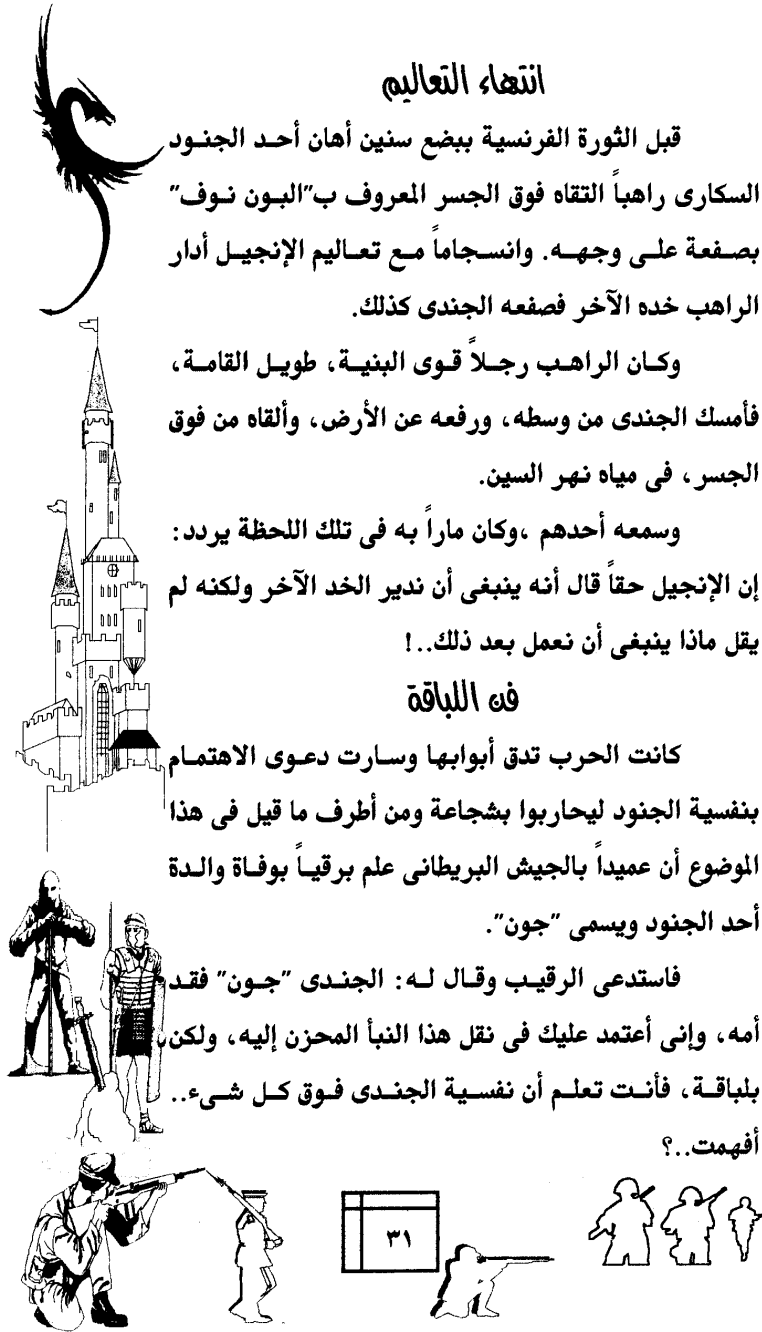 انتهاء التعاليم
قبل الثورة الفرنسية ببضع سنين أهان أحد الجنود
السكارى راهباً التقاه فوق الجسر المعروف ب"البون نوف"
بصفعة على وجهه. وانسجاماً مع تعاليم الإنجيل أدار
الراهب خده الآخر فصفعه الجندى كذلك.
وكان الراهب رجلاً قوى البنية، طويل القامة،
فأمسك الجندى من وسطه، ورفعه عن الأرض، وألقاه من فوق
الجسر، فى مياه نهر السين.
وسمعه أحدهم ،وكان ماراً به فى تلك اللحظة يردد:
إن الإنجيل حقاً قال أنه ينبغى أن ندير الخد الآخر ولكنه لم
يقل ماذا ينبغى أن نعمل بعد ذلك..!
فن اللباقة
كانت الحرب تدق أبوابها وسارت دعوى الاهتمام
بنفسية الجنود ليحاربوا بشجاعة ومن أطرف ما قيل فى هذا
الموضوع أن عميداً بالجيش البريطانى علم برقياً بوفاة والدة
أحد الجنود ويسمى "جون".
فاستدعى الرقيب وقال له: الجندى "جون" فقد
أمه، وإنى أعتمد عليك فى نقل هذا النبأ المحزن إليه، ولكن
بلباقة، فأنت تعلم أن نفسية الجندى فوق كل شىء..
أفهمت..؟
٣١